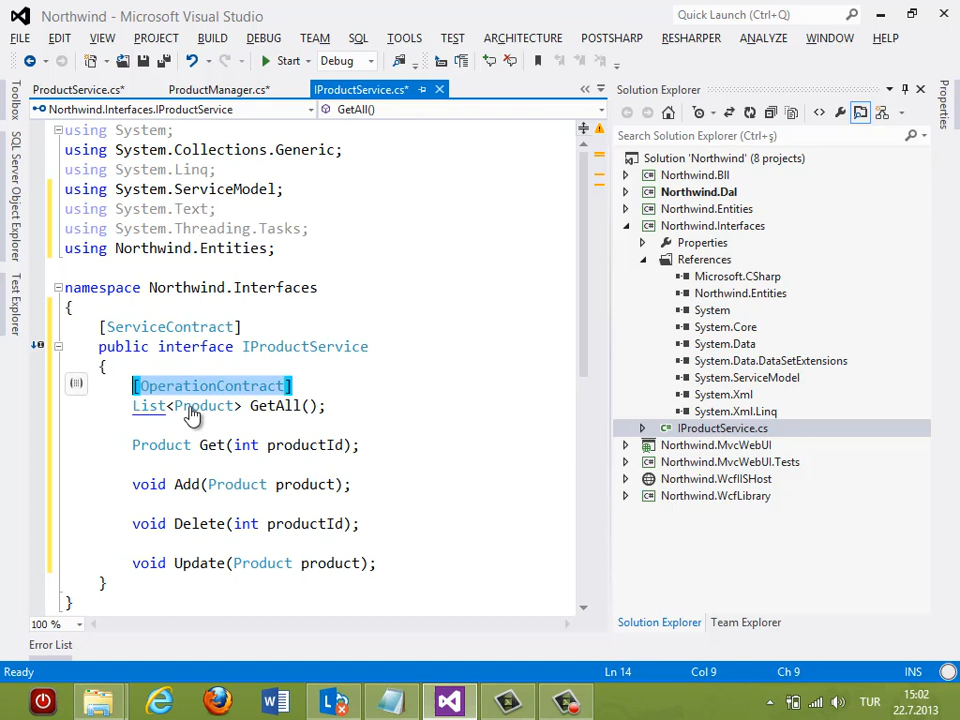 Northwind - Microsoft Visual Studio
Quick Launch (Ctrl+Q)
FILE EDIT VIEW PROJECT BUILD DEBUG TEAM SQL TOOLS TEST ARCHITECTURE POSTSHARP RESHARPER ANALYZE WINDOW HELP
Start Debug
ProductService.cs* ProductManager.cs* IProductService.cs*
Northwind.Interfaces.IProductService GetAll()
Toolbox
SQL Server Object Explorer
Test Explorer
using System;
using System.Collections.Generic;
using System.Linq;
using System.ServiceModel;
using System.Text;
using System.Threading.Tasks;
using Northwind.Entities;
namespace Northwind.Interfaces
{
[ServiceContract]
public interface IProductService
{
[OperationContract]
List<Product> GetAll();
Product Get(int productId);
void Add(Product product);
void Delete(int productId);
void Update(Product product);
}
}
100 %
Error List
Solution Explorer
Search Solution Explorer (Ctrl+ş)
Solution 'Northwind' (8 projects)
Northwind.Bll
Northwind.Dal
Northwind.Entities
Northwind.Interfaces
Properties
References
Microsoft.CSharp
Northwind.Entities
System
System.Core
System.Data
System.Data.DataSetExtensions
System.ServiceModel
System.Xml
System.Xml.Linq
IProductService.cs
Northwind.MvcWebUI
Northwind.MvcWebUI.Tests
Northwind.WcfIISHost
Northwind.WcfLibrary
Solution Explorer Team Explorer
Properties
Ready Ln 14 Col 9 Ch 9 INS
TUR
15:02
22.7.2013